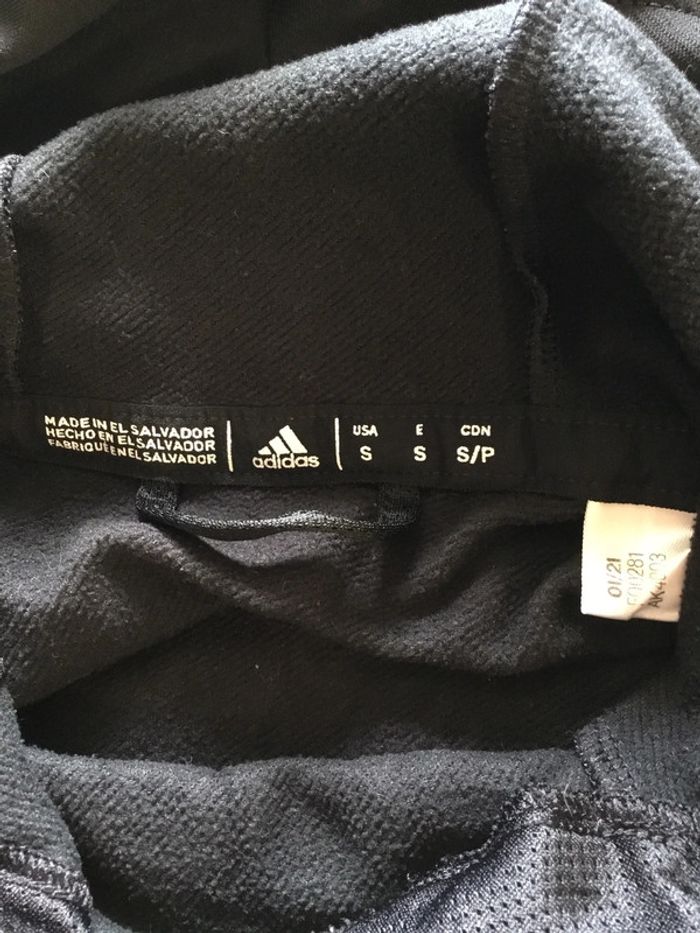 MADE IN EL SALVADOR
HECHO EN EL SALVADOR
FABRIQUÉ EN EL SALVADOR
adidas
USA E CDN
S S S/P
01/21